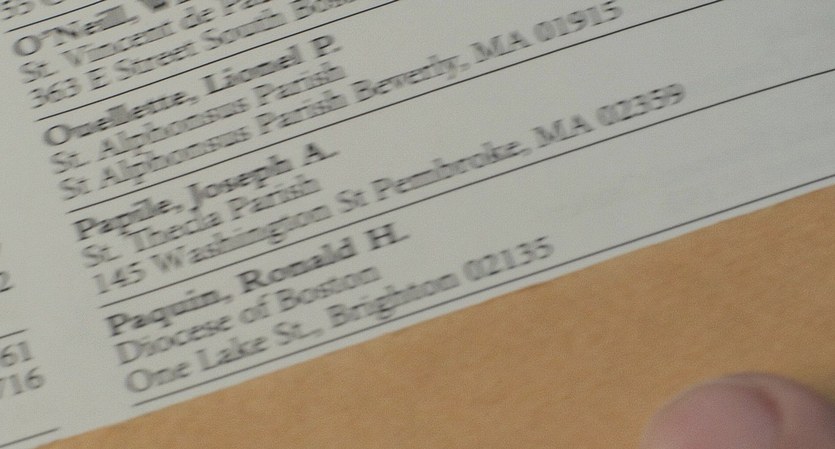 O'Neill,
St. Vincent de
363 E Street South
Ouellette, Lionel P.
St. Alphonsus Parish
St Alphonsus Parish Beverly, MA 01915
Papile, Joseph A.
St. Thecla Parish
145 Washington St Pembroke, MA 02359
Paquin, Ronald H.
Diocese of Boston
One Lake St., Brighton 02135
2
61
716